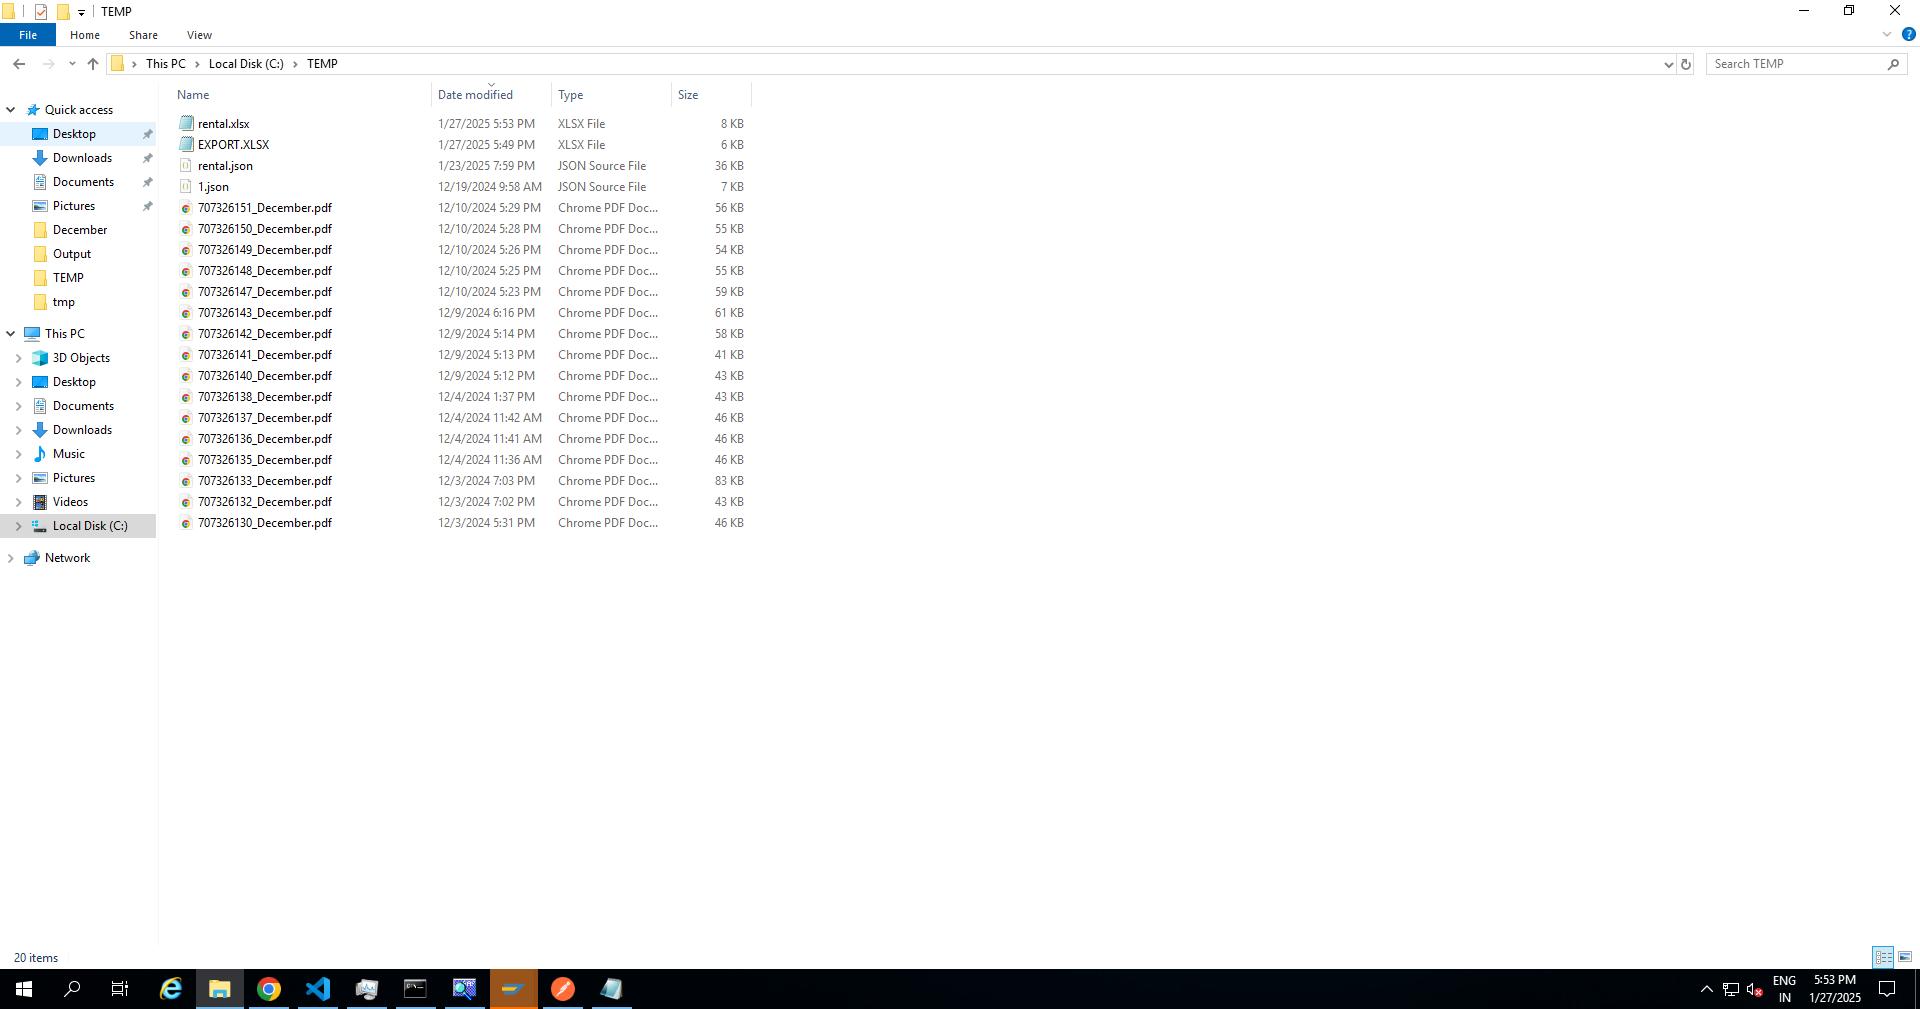 TEMP
File Home Share View
This PC Local Disk (C:) TEMP
Search TEMP
Quick access
Desktop
Downloads
Documents
Pictures
December
Output
TEMP
tmp
This PC
3D Objects
Desktop
Documents
Downloads
Music
Pictures
Videos
Local Disk (C:)
Network
Name Date modified Type Size
rental.xlsx 1/27/2025 5:53 PM XLSX File 8 KB
EXPORT.XLSX 1/27/2025 5:49 PM XLSX File 6 KB
rental.json 1/23/2025 7:59 PM JSON Source File 36 KB
1.json 12/19/2024 9:58 AM JSON Source File 7 KB
707326151_December.pdf 12/10/2024 5:29 PM Chrome PDF Doc... 56 KB
707326150_December.pdf 12/10/2024 5:28 PM Chrome PDF Doc... 55 KB
707326149_December.pdf 12/10/2024 5:26 PM Chrome PDF Doc... 54 KB
707326148_December.pdf 12/10/2024 5:25 PM Chrome PDF Doc... 55 KB
707326147_December.pdf 12/10/2024 5:23 PM Chrome PDF Doc... 59 KB
707326143_December.pdf 12/9/2024 6:16 PM Chrome PDF Doc... 61 KB
707326142_December.pdf 12/9/2024 5:14 PM Chrome PDF Doc... 58 KB
707326141_December.pdf 12/9/2024 5:13 PM Chrome PDF Doc... 41 KB
707326140_December.pdf 12/9/2024 5:12 PM Chrome PDF Doc... 43 KB
707326138_December.pdf 12/4/2024 1:37 PM Chrome PDF Doc... 43 KB
707326137_December.pdf 12/4/2024 11:42 AM Chrome PDF Doc... 46 KB
707326136_December.pdf 12/4/2024 11:41 AM Chrome PDF Doc... 46 KB
707326135_December.pdf 12/4/2024 11:36 AM Chrome PDF Doc... 46 KB
707326133_December.pdf 12/3/2024 7:03 PM Chrome PDF Doc... 83 KB
707326132_December.pdf 12/3/2024 7:02 PM Chrome PDF Doc... 43 KB
707326130_December.pdf 12/3/2024 5:31 PM Chrome PDF Doc... 46 KB
20 items
ENG
IN
5:53 PM
1/27/2025